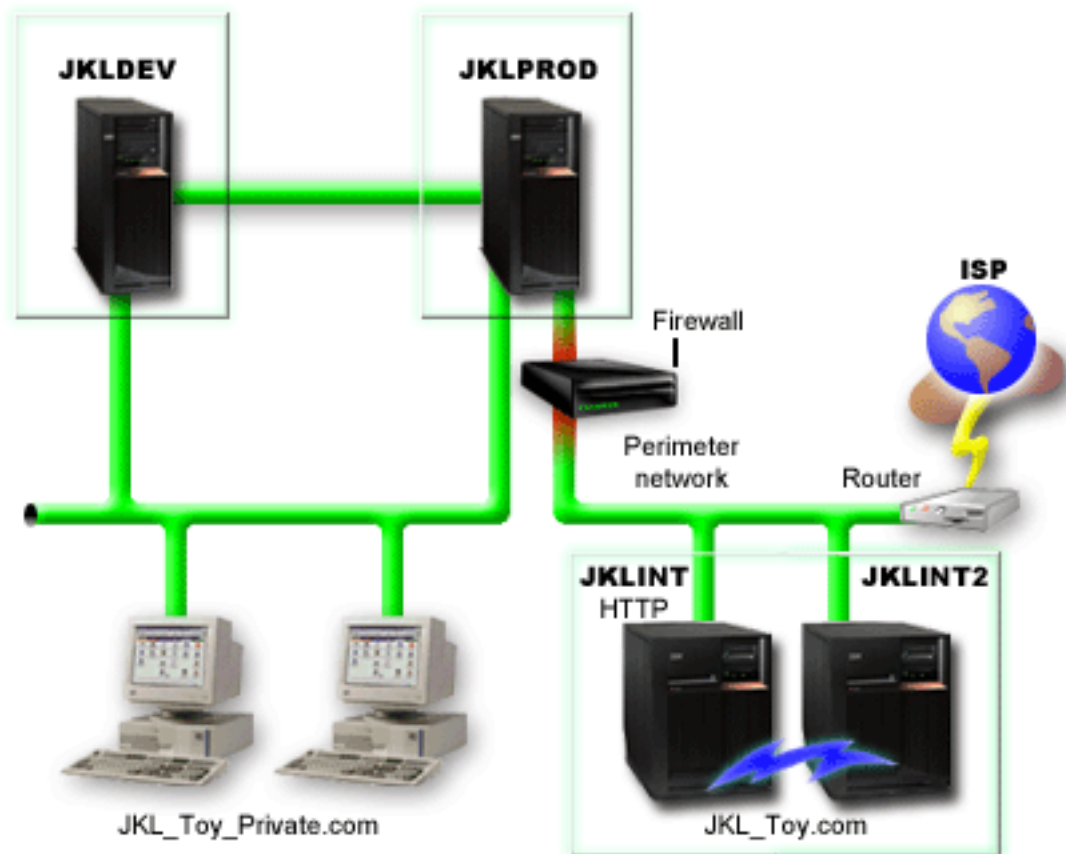 JKLDEV
JKLPROD
ISP
Firewall
Perimeter
network
Router
JKLINT
HTTP
JKLINT2
JKL_Toy_Private.com
JKL_Toy.com